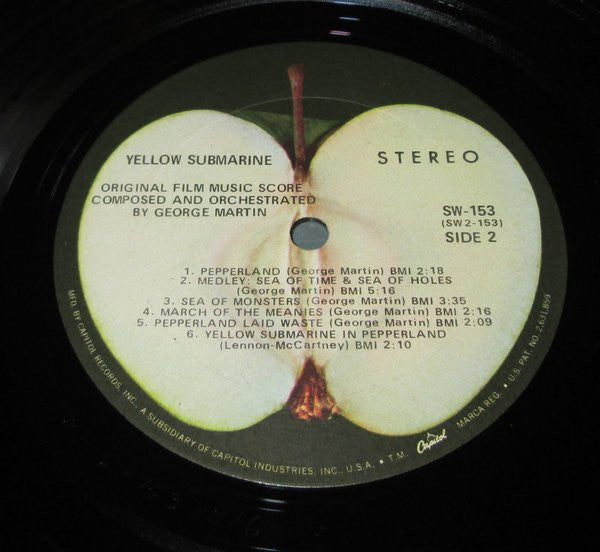 YELLOW SUBMARINE
STEREO
ORIGINAL FILM MUSIC SCORE
COMPOSED AND ORCHESTRATED
BY GEORGE MARTIN
SW-153
(SW2-153)
SIDE 2
1. PEPPERLAND (George Martin) BMI 2:18
2. MEDLEY: SEA OF TIME & SEA OF HOLES
(George Martin) BMI 5:16
3. SEA OF MONSTERS (George Martin) BMI 3:35
4. MARCH OF THE MEANIES (George Martin) BMI 2:16
5. PEPPERLAND LAID WASTE (George Martin) BMI 2:09
6. YELLOW SUBMARINE IN PEPPERLAND
(Lennon-McCartney) BMI 2:10
MFD. BY CAPITOL RECORDS, INC., A SUBSIDIARY OF CAPITOL INDUSTRIES, INC., U.S.A. • T.M. Capitol MARCA REG. • U.S. PAT. NO. 2,631,859